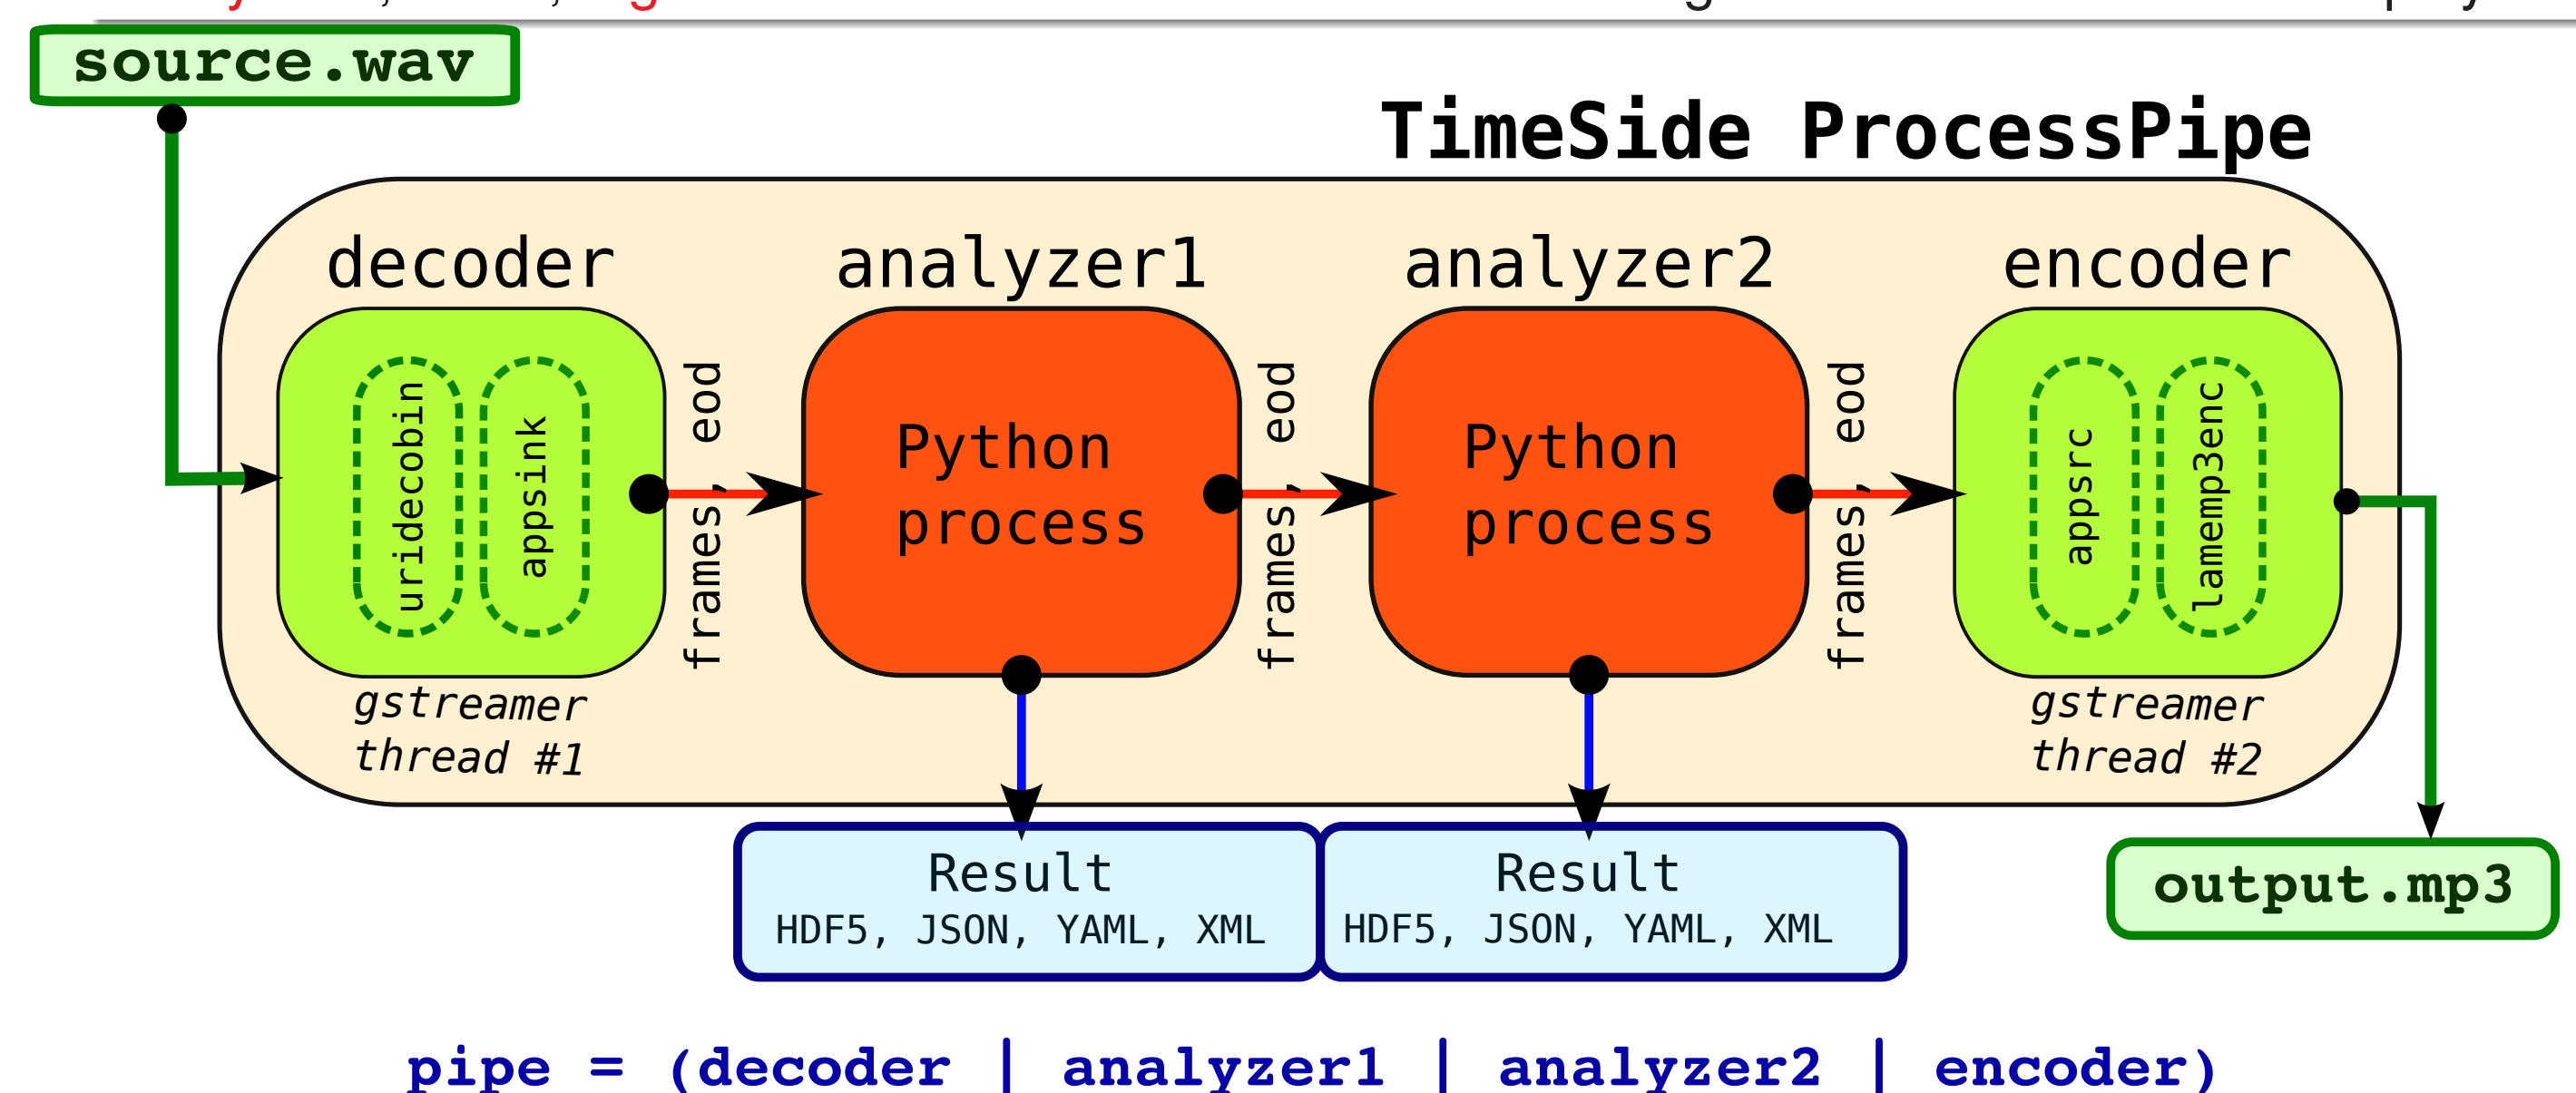 source.wav
TimeSide ProcessPipe
decoder
analyzer1
analyzer2
encoder
uridecobin
appsink
frames, eod
Python
process
frames, eod
Python
process
frames, eod
appsrc
lamemp3enc
gstreamer
thread #1
gstreamer
thread #2
Result
HDF5, JSON, YAML, XML
Result
HDF5, JSON, YAML, XML
output.mp3
pipe = (decoder | analyzer1 | analyzer2 | encoder)